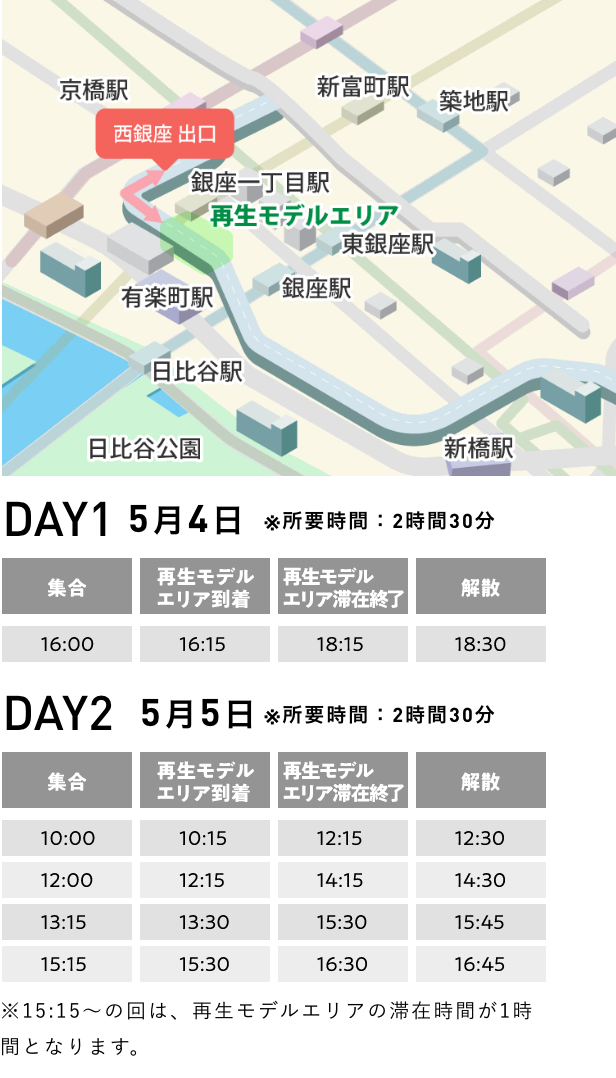 京橋駅
新富町駅
築地駅
西銀座 出口
銀座一丁目駅
再生モデルエリア
東銀座駅
銀座駅
有楽町駅
日比谷駅
日比谷公園
新橋駅
DAY1 5月4日 ※所要時間：2時間30分
集合 再生モデル 再生モデル 解散
エリア到着 エリア滞在終了
16:00 16:15 18:15 18:30
DAY2 5月5日 ※所要時間：2時間30分
集合 再生モデル 再生モデル 解散
エリア到着 エリア滞在終了
10:00 10:15 12:15 12:30
12:00 12:15 14:15 14:30
13:15 13:30 15:30 15:45
15:15 15:30 16:30 16:45
※15:15〜の回は、再生モデルエリアの滞在時間が1時
間となります。